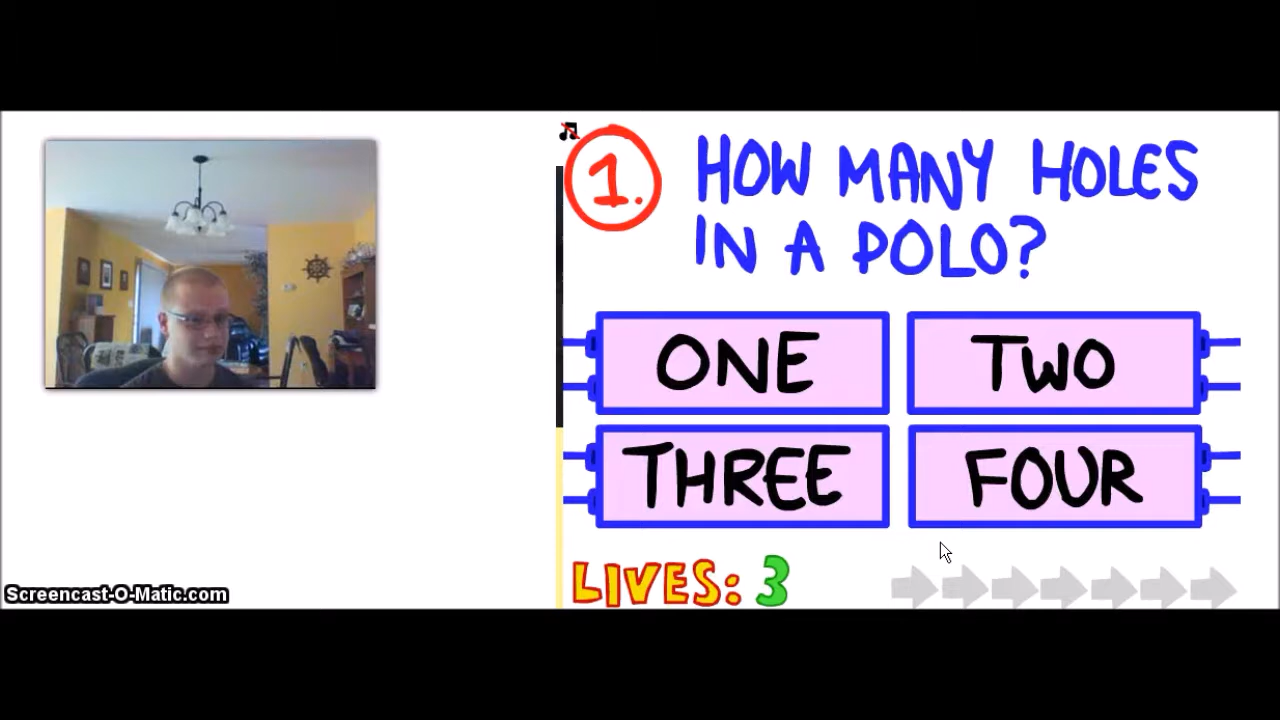 1. HOW MANY HOLES
IN A POLO?
ONE
TWO
THREE
FOUR
LIVES: 3
Screencast-O-Matic.com